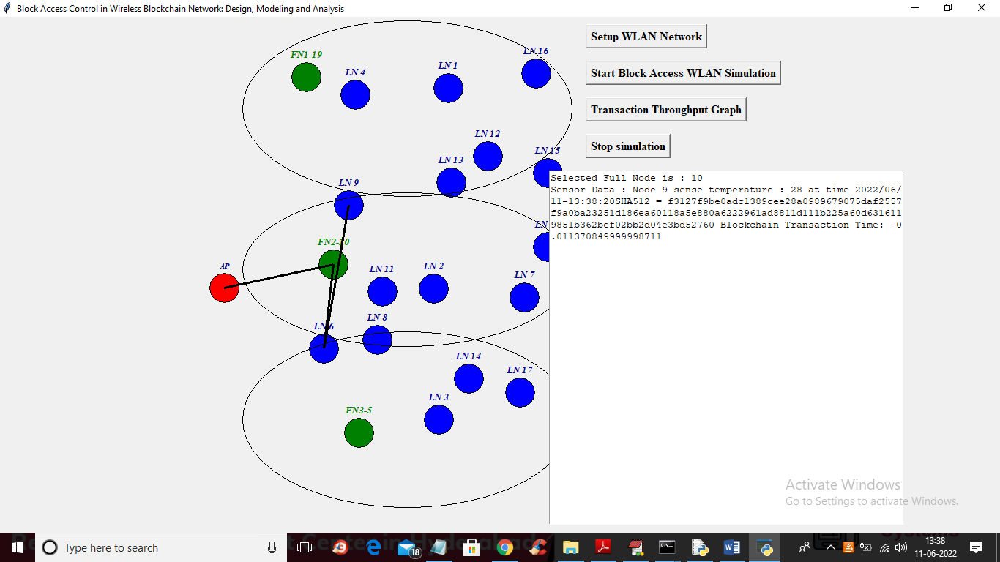 Block Access Control in Wireless Blockchain Network: Design, Modeling and Analysis
Setup WLAN Network
Start Block Access WLAN Simulation
Transaction Throughput Graph
Stop simulation
FN1-19
LN 4
LN 1
LN 16
LN 12
LN 13
LN 15
LN 9
FN2-10
AP
LN 11
LN 2
LN 7
LN
LN 6
LN 8
LN 14
LN 17
LN 3
FN3-5
Selected Full Node is : 10
Sensor Data : Node 9 sense temperature : 28 at time 2022/06/
11-13:38:20SHA512 = f3127f9be0adc1389cee28a0989679075daf2557
f9a0ba23251d186ea60118a5e880a6222961ad8811d111b225a60d631611
9851b362bef02bb2d04e3bd52760 Blockchain Transaction Time: -0
.011370849999998711
Activate Windows
Go to Settings to activate Windows.
Type here to search
18
13:38
11-06-2022